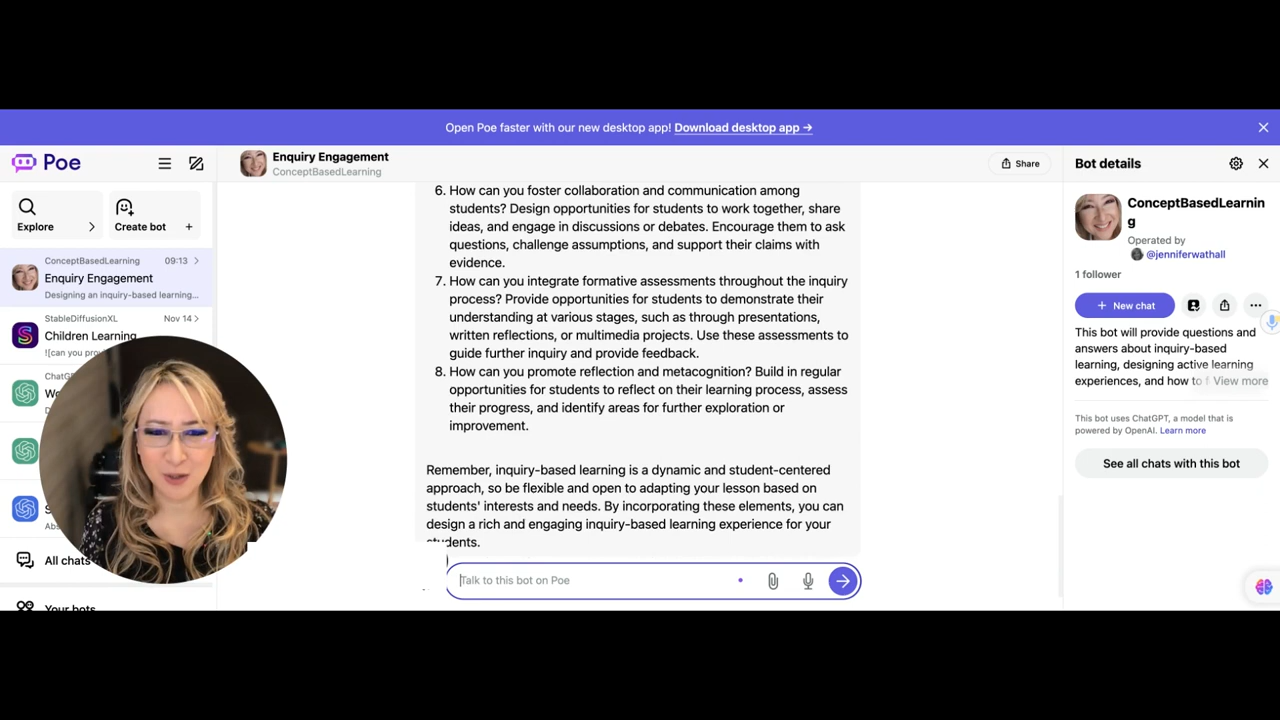 Open Poe faster with our new desktop app! Download desktop app →
Poe
Explore
Create bot +
ConceptBasedLearning 09:13
Enquiry Engagement
Designing an inquiry-based learning...
StableDiffusionXL Nov 14
Children Learning
All chats
Your bots
Enquiry Engagement
ConceptBasedLearning
Share
6. How can you foster collaboration and communication among
students? Design opportunities for students to work together, share
ideas, and engage in discussions or debates. Encourage them to ask
questions, challenge assumptions, and support their claims with
evidence.
7. How can you integrate formative assessments throughout the inquiry
process? Provide opportunities for students to demonstrate their
understanding at various stages, such as through presentations,
written reflections, or multimedia projects. Use these assessments to
guide further inquiry and provide feedback.
8. How can you promote reflection and metacognition? Build in regular
opportunities for students to reflect on their learning process, assess
their progress, and identify areas for further exploration or
improvement.
Remember, inquiry-based learning is a dynamic and student-centered
approach, so be flexible and open to adapting your lesson based on
students' interests and needs. By incorporating these elements, you can
design a rich and engaging inquiry-based learning experience for your
students.
Talk to this bot on Poe
Bot details
ConceptBasedLearnin
g
Operated by
@jenniferwathall
1 follower
+ New chat
This bot will provide questions and
answers about inquiry-based
learning, designing active learning
experiences, and how to f View more
This bot uses ChatGPT, a model that is
powered by OpenAI. Learn more
See all chats with this bot